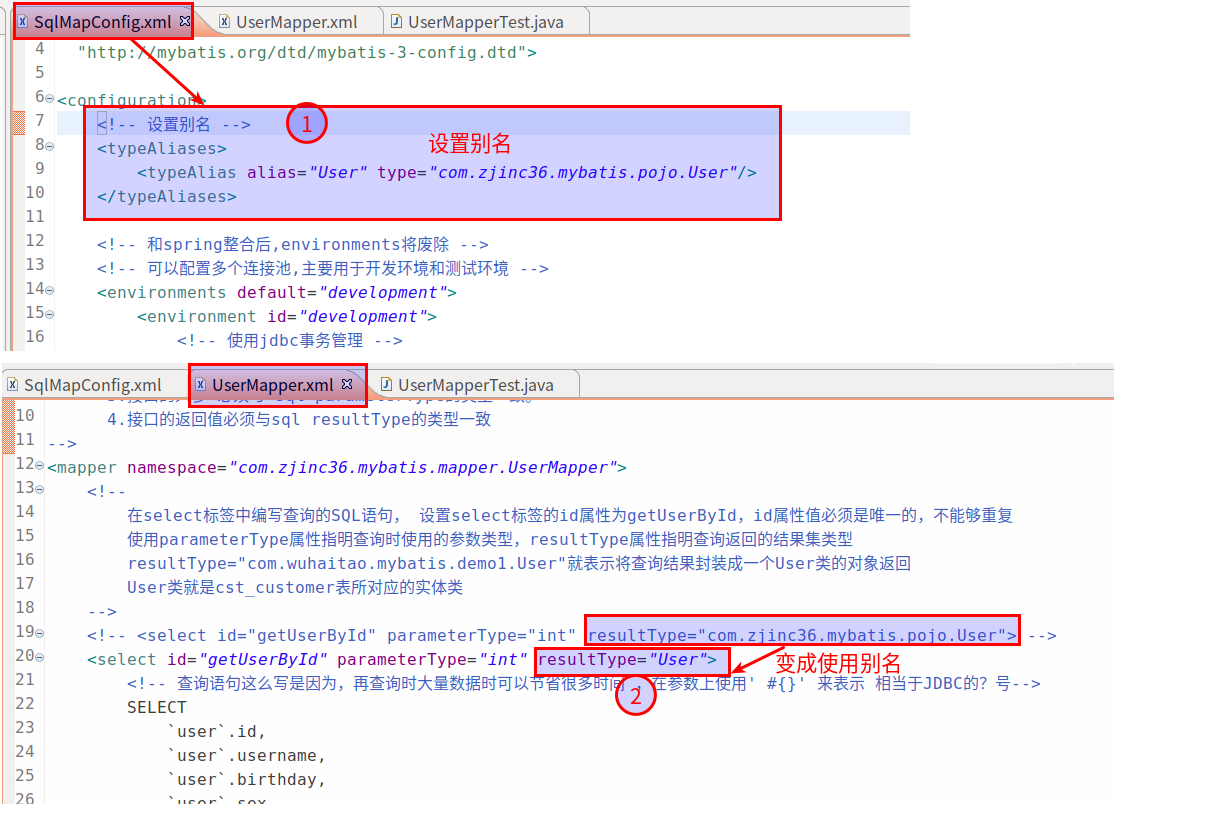 SqlMapConfig.xml UserMapper.xml UserMapperTest.java
4 "http://mybatis.org/dtd/mybatis-3-config.dtd">
5
6 <configuration>
7 <!-- 设置别名 --> 1
设置别名
8 <typeAliases>
9 <typeAlias alias="User" type="com.zjinc36.mybatis.pojo.User"/>
10 </typeAliases>
11
12 <!-- 和spring整合后,environments将废除 -->
13 <!-- 可以配置多个连接池,主要用于开发环境和测试环境 -->
14 <environments default="development">
15 <environment id="development">
16 <!-- 使用jdbc事务管理 -->
SqlMapConfig.xml UserMapper.xml UserMapperTest.java
10 4.接口的返回值必须与sql resultType的类型一致
11 -->
12 <mapper namespace="com.zjinc36.mybatis.mapper.UserMapper">
13 <!--
14 在select标签中编写查询的SQL语句， 设置select标签的id属性为getUserById，id属性值必须是唯一的，不能够重复
15 使用parameterType属性指明查询时使用的参数类型，resultType属性指明查询返回的结果集类型
16 resultType="com.wuhaitao.mybatis.demo1.User"就表示将查询结果封装成一个User类的对象返回
17 User类就是cst_customer表所对应的实体类
18 -->
19 <!-- <select id="getUserById" parameterType="int" resultType="com.zjinc36.mybatis.pojo.User"> -->
20 <select id="getUserById" parameterType="int" resultType="User"> 变成使用别名
21 <!-- 查询语句这么写是因为，再查询时大量数据时可以节省很多时间 ，在参数上使用' #{}' 来表示 相当于JDBC的？号-->
2
22 SELECT
23 `user`.id,
24 `user`.username,
25 `user`.birthday,
26 `user`.sex